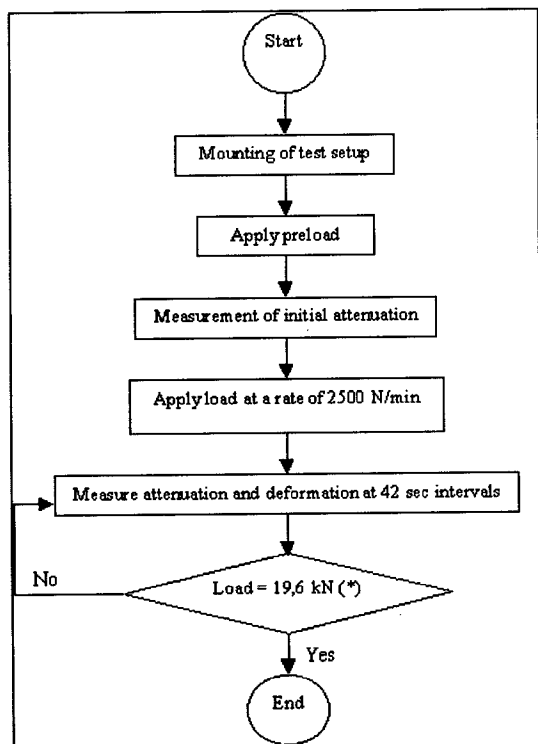 Start
Mounting of test setup
Apply preload
Measurement of initial attenuation
Apply load at a rate of 2500 N/min
Measure attenuation and deformation at 42 sec intervals
Load = 19,6 kN (*)
No
Yes
End